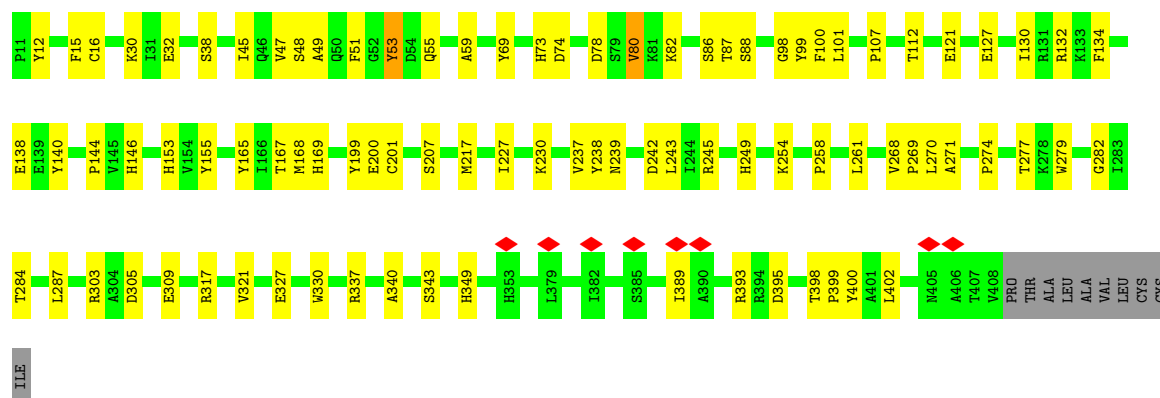 P11 Y12 F15 C16 K30 I31 E32 S38 I45 Q46 V47 S48 A49 Q50 F51 G52 Y53 D54 Q55 A59 Y69 H73 D74 D78 S79 V80 K81 K82 S86 T87 S88 G98 Y99 F100 L101 P107 T112 E121 E127 I130 R131 R132 K133 F134
E138 E139 Y140 P144 V145 H146 H153 V154 Y155 Y165 I166 T167 M168 H169 Y199 E200 C201 S207 M217 I227 K230 V237 Y238 N239 D242 L243 I244 R245 H249 K254 P258 L261 V268 P269 L270 A271 P274 T277 K278 W279 G282 I283
T284 L287 R303 A304 D305 E309 R317 V321 E327 W330 R337 A340 S343 H349 H353 L379 I382 S385 I389 A390 R393 R394 D395 T398 P399 Y400 A401 L402 N405 A406 T407 V408 PRO THR ALA LEU ALA VAL LEU CYS CYS
ILE